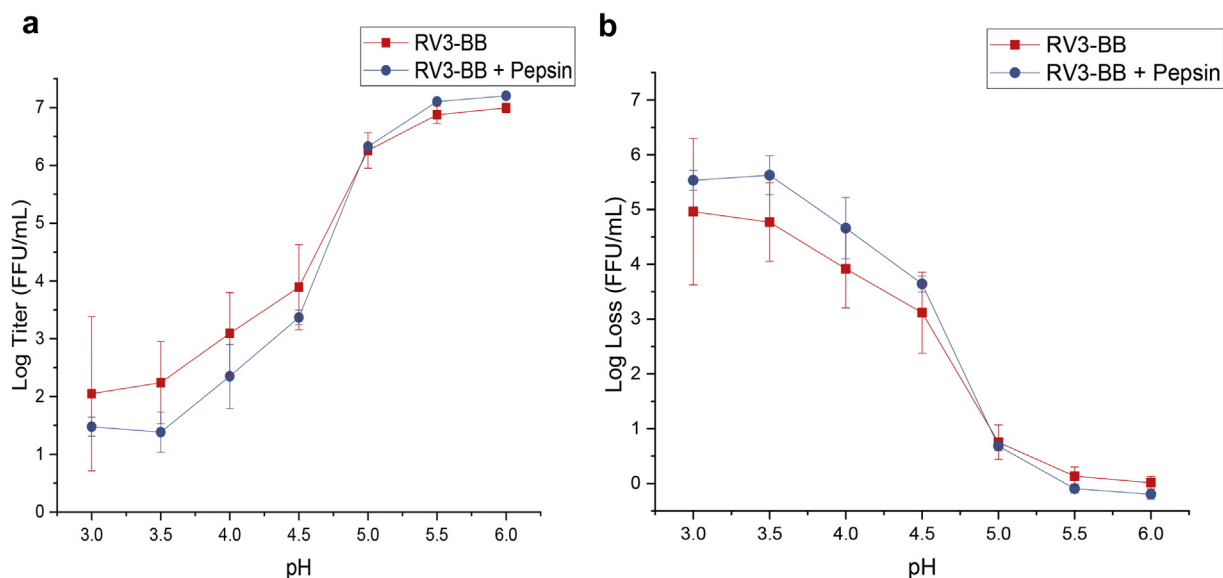 a
RV3-BB
RV3-BB + Pepsin
Log Titer (FFU/mL)
7
6
5
4
3
2
1
0
3.0 3.5 4.0 4.5 5.0 5.5 6.0
pH
b
RV3-BB
RV3-BB + Pepsin
Log Loss (FFU/mL)
7
6
5
4
3
2
1
0
3.0 3.5 4.0 4.5 5.0 5.5 6.0
pH